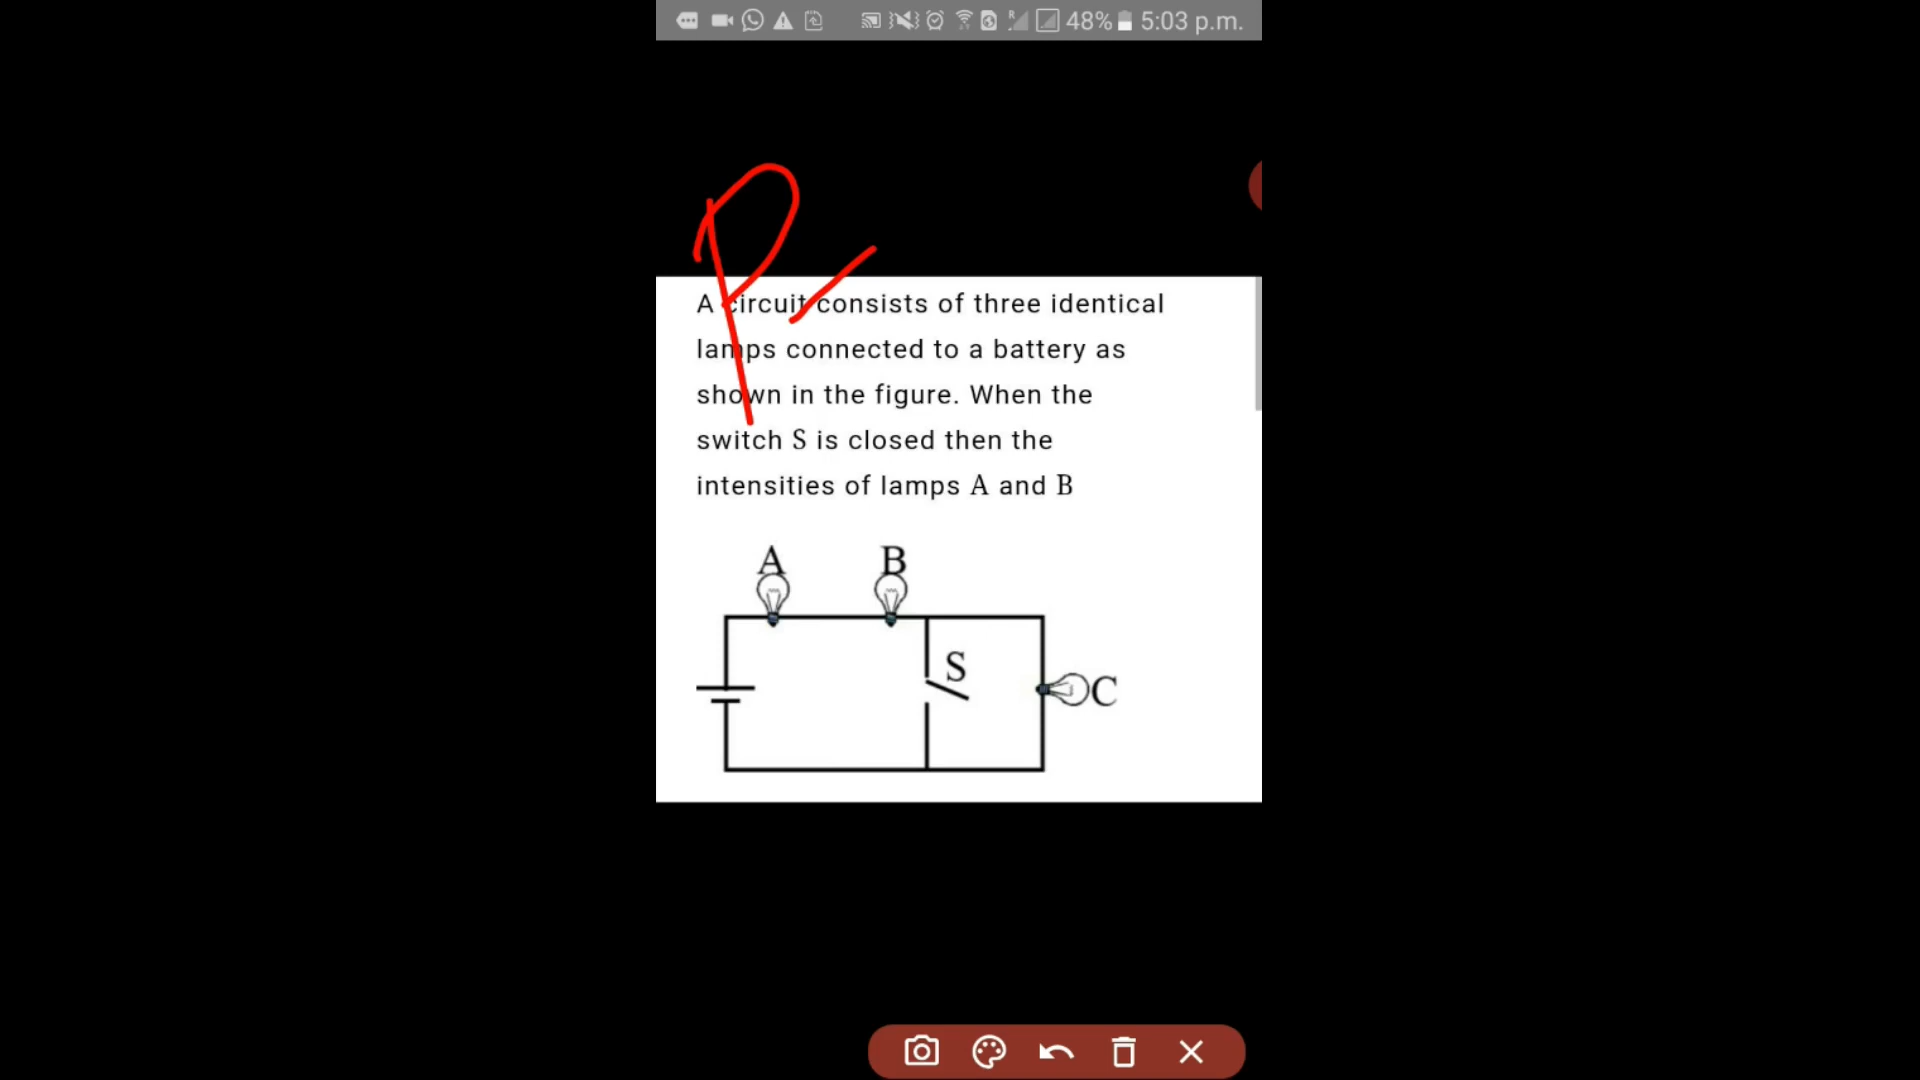 48% 5:03 p.m.
P
A circuit consists of three identical
lamps connected to a battery as
shown in the figure. When the
switch S is closed then the
intensities of lamps A and B
A B
S
C